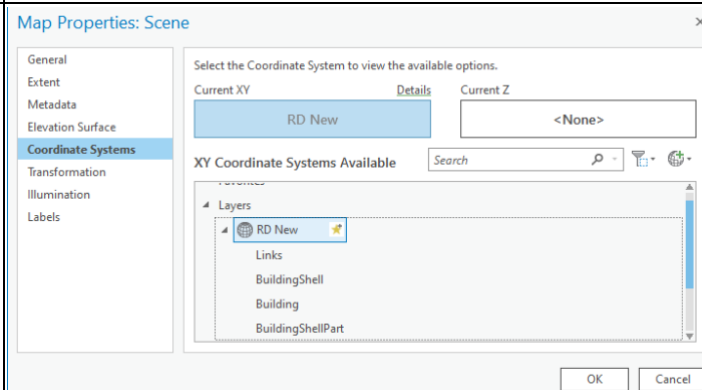 Map Properties: Scene
General
Extent
Metadata
Elevation Surface
Coordinate Systems
Transformation
Illumination
Labels
Select the Coordinate System to view the available options.
Current XY Details Current Z
RD New <None>
XY Coordinate Systems Available Search
Favorites
Layers
RD New
Links
BuildingShell
Building
BuildingShellPart
OK Cancel